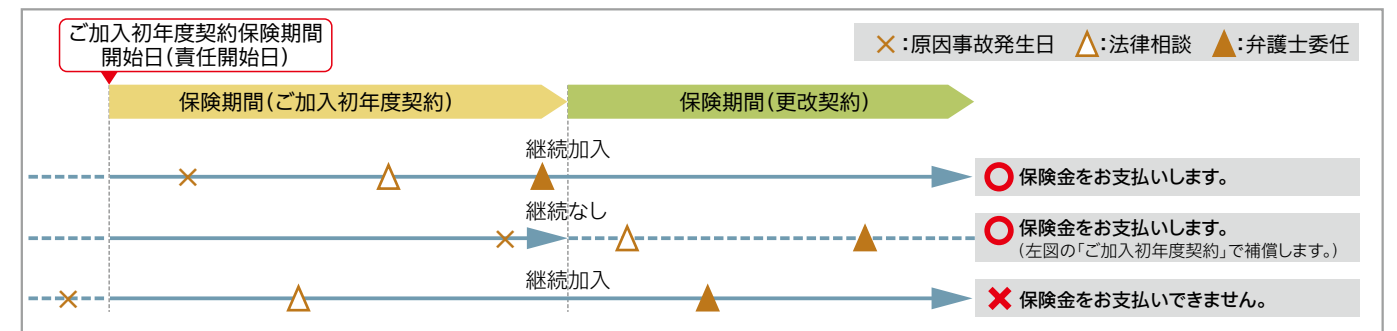 ご加入初年度契約保険期間
開始日(責任開始日)
×:原因事故発生日 △:法律相談 ▲:弁護士委任
保険期間(ご加入初年度契約)
保険期間(更改契約)
継続加入
保険金をお支払いします。
継続なし
保険金をお支払いします。
(左図の「ご加入初年度契約」で補償します。)
継続加入
保険金をお支払いできません。